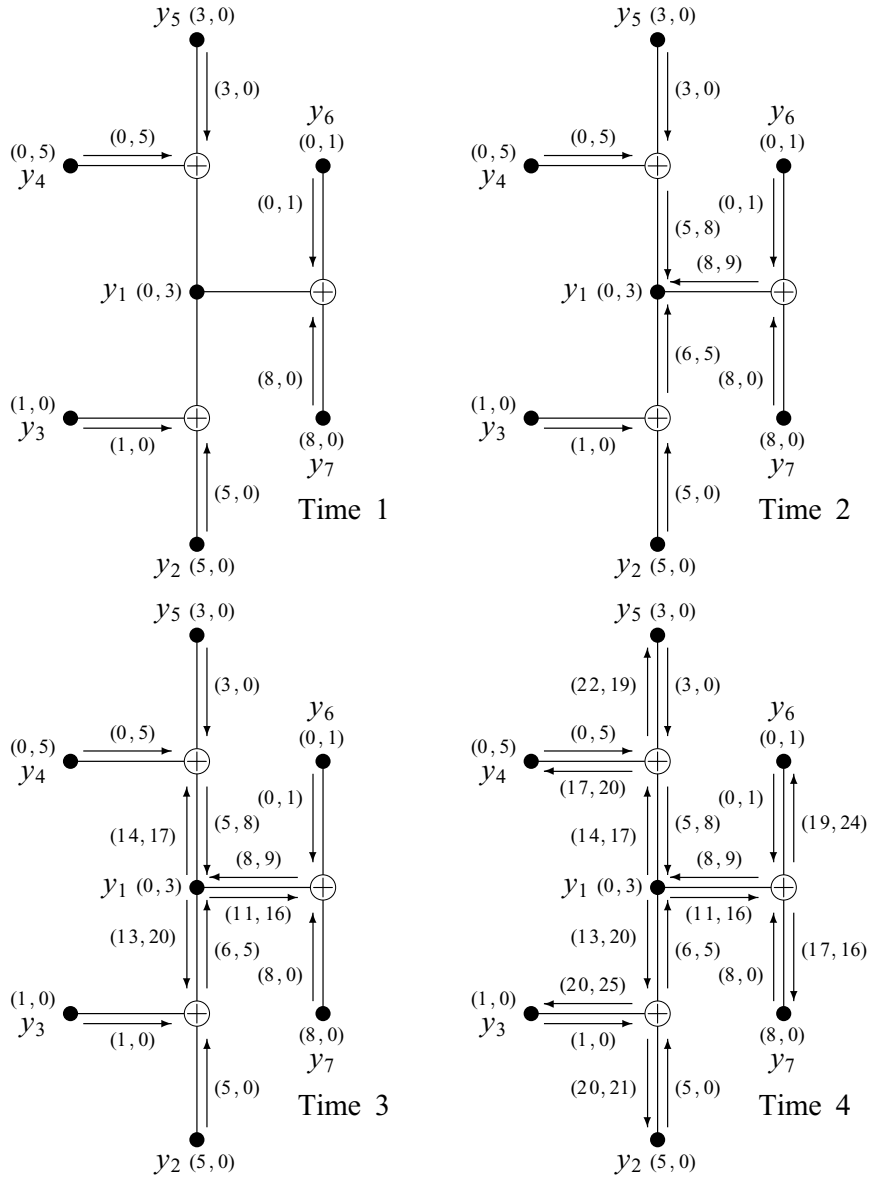 y5 (3,0)
(3,0)
y6
(0,5)
(0,5)
(0,1)
y4
(0,1)
y1 (0,3)
(8,0)
(1,0)
y3
(1,0)
(8,0)
y7
(5,0)
Time 1
y2 (5,0)
y5 (3,0)
(3,0)
y6
(0,5)
(0,5)
(0,1)
y4
(0,1)
(5,8)
(8,9)
y1 (0,3)
(6,5)
(8,0)
(1,0)
y3
(1,0)
(8,0)
y7
(5,0)
Time 2
y2 (5,0)
y5 (3,0)
(3,0)
y6
(0,5)
(0,5)
(0,1)
y4
(0,1)
(14,17)
(5,8)
(8,9)
y1 (0,3)
(11,16)
(13,20)
(6,5)
(8,0)
(1,0)
y3
(1,0)
(8,0)
y7
(5,0)
Time 3
y2 (5,0)
y5 (3,0)
(22,19)
(3,0)
y6
(0,5)
(0,5)
(0,1)
y4
(17,20)
(0,1)
(19,24)
(14,17)
(5,8)
(8,9)
y1 (0,3)
(11,16)
(13,20)
(6,5)
(17,16)
(8,0)
(20,25)
(1,0)
y3
(1,0)
(8,0)
y7
(20,21)
(5,0)
Time 4
y2 (5,0)